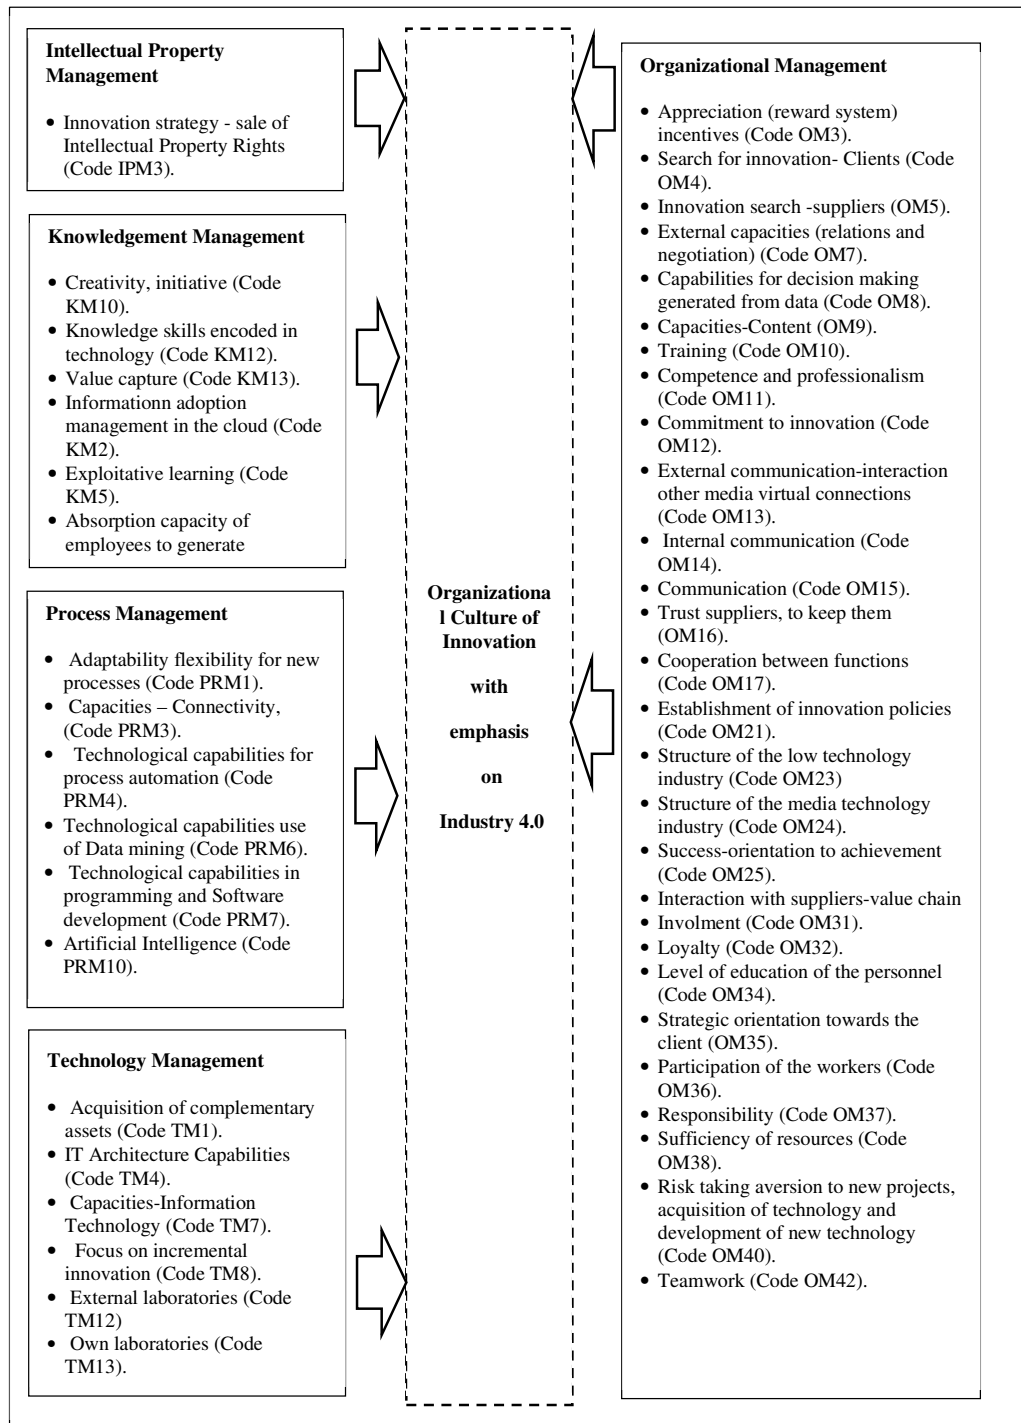 Intellectual Property
Management
• Innovation strategy - sale of
Intellectual Property Rights
(Code IPM3).
Knowledgement Management
• Creativity, initiative (Code
KM10).
• Knowledge skills encoded in
technology (Code KM12).
• Value capture (Code KM13).
• Informationn adoption
management in the cloud (Code
KM2).
• Exploitative learning (Code
KM5).
• Absorption capacity of
employees to generate
Process Management
• Adaptability flexibility for new
processes (Code PRM1).
• Capacities – Connectivity,
(Code PRM3).
• Technological capabilities for
process automation (Code
PRM4).
• Technological capabilities use
of Data mining (Code PRM6).
• Technological capabilities in
programming and Software
development (Code PRM7).
• Artificial Intelligence (Code
PRM10).
Technology Management
• Acquisition of complementary
assets (Code TM1).
• IT Architecture Capabilities
(Code TM4).
• Capacities-Information
Technology (Code TM7).
• Focus on incremental
innovation (Code TM8).
• External laboratories (Code
TM12)
• Own laboratories (Code
TM13).
Organizationa
l Culture of
Innovation
with
emphasis
on
Industry 4.0
Organizational Management
• Appreciation (reward system)
incentives (Code OM3).
• Search for innovation- Clients (Code
OM4).
• Innovation search -suppliers (OM5).
• External capacities (relations and
negotiation) (Code OM7).
• Capabilities for decision making
generated from data (Code OM8).
• Capacities-Content (OM9).
• Training (Code OM10).
• Competence and professionalism
(Code OM11).
• Commitment to innovation (Code
OM12).
• External communication-interaction
other media virtual connections
(Code OM13).
• Internal communication (Code
OM14).
• Communication (Code OM15).
• Trust suppliers, to keep them
(OM16).
• Cooperation between functions
(Code OM17).
• Establishment of innovation policies
(Code OM21).
• Structure of the low technology
industry (Code OM23)
• Structure of the media technology
industry (Code OM24).
• Success-orientation to achievement
(Code OM25).
• Interaction with suppliers-value chain
• Involment (Code OM31).
• Loyalty (Code OM32).
• Level of education of the personnel
(Code OM34).
• Strategic orientation towards the
client (OM35).
• Participation of the workers (Code
OM36).
• Responsibility (Code OM37).
• Sufficiency of resources (Code
OM38).
• Risk taking aversion to new projects,
acquisition of technology and
development of new technology
(Code OM40).
• Teamwork (Code OM42).